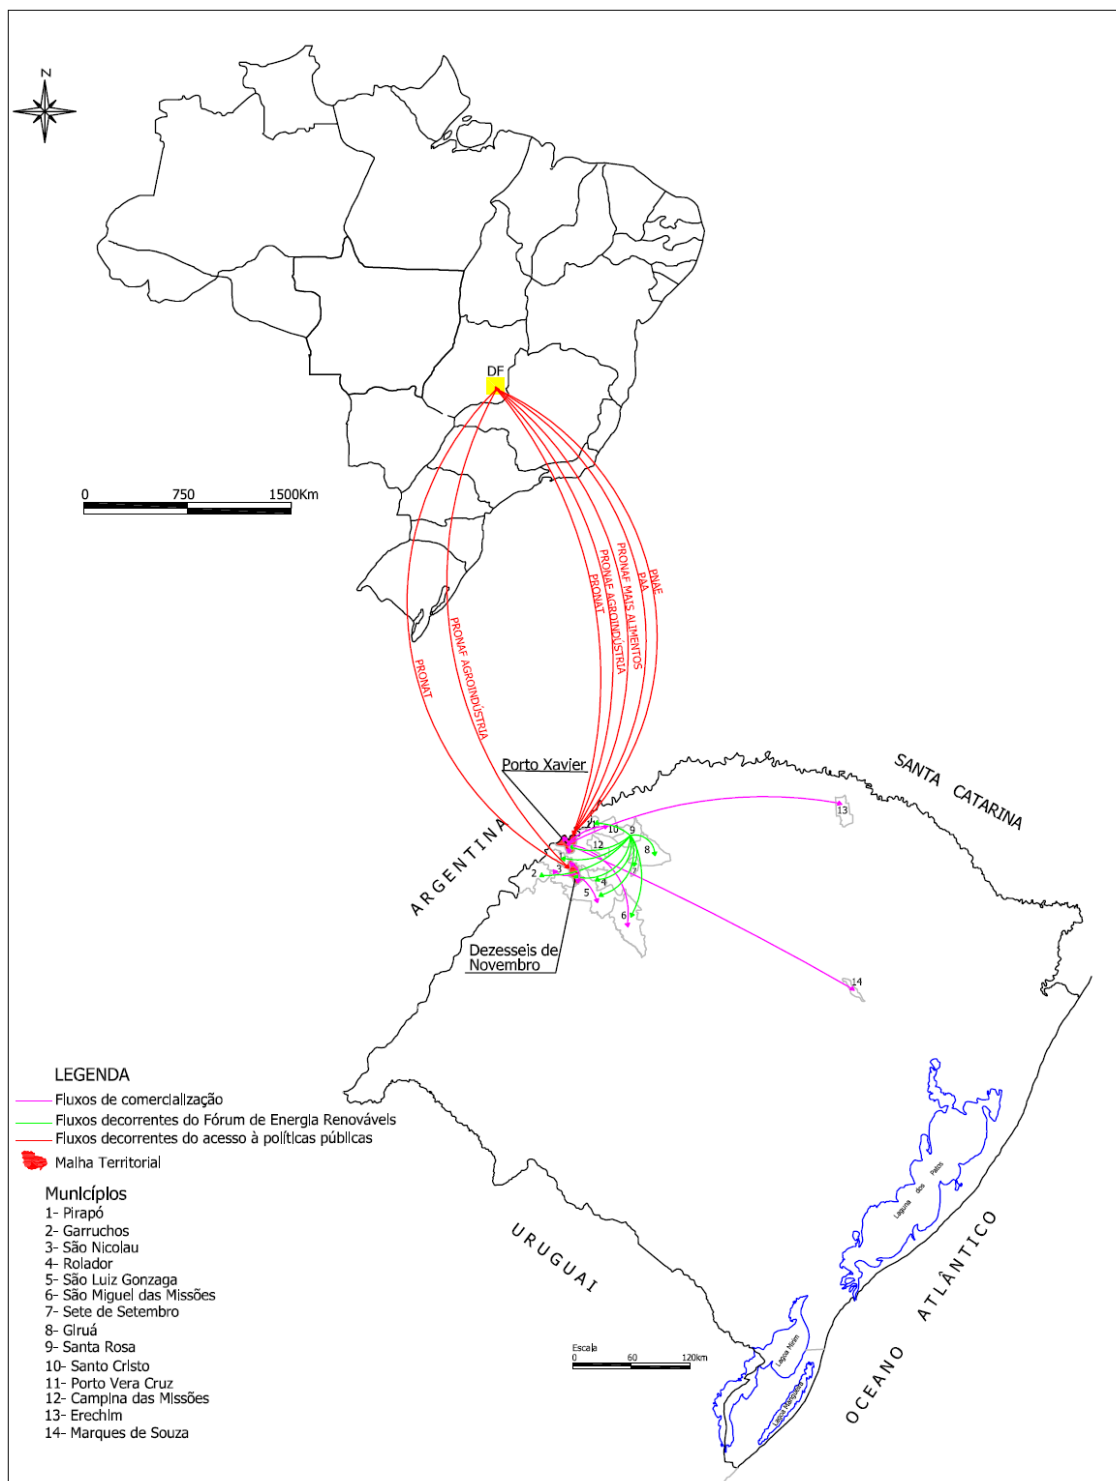 N
DF
0 750 1500Km
PNAE
PAA
PRONAF MAIS ALIMENTOS
PRONAF AGROINDÚSTRIA
PRONAT
PRONAF AGROINDÚSTRIA
PRONAT
Porto Xavier
SANTA CATARINA
ARGENTINA
13
11
10
9
12
8
1
7
2
3
4
5
6
Dezesseis de
Novembro
14
LEGENDA
Fluxos de comercialização
Fluxos decorrentes do Fórum de Energia Renováveis
Fluxos decorrentes do acesso à políticas públicas
Malha Territorial
Municípios
1- Pirapó
2- Garruchos
3- São Nicolau
4- Rolador
5- São Luiz Gonzaga
6- São Miguel das Missões
7- Sete de Setembro
8- Giruá
9- Santa Rosa
10- Santo Cristo
11- Porto Vera Cruz
12- Campina das Missões
13- Erechim
14- Marques de Souza
URUGUAI
Laguna dos Patos
OCEANO ATLÂNTICO
Escala
0 60 120km
Lagoa Mirim
Lagoa Mangueira